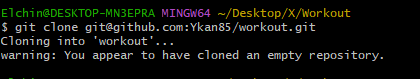 Elchin@DESKTOP-MN3EPRA MINGW64 ~/Desktop/X/Workout
$ git clone git@github.com:Ykan85/workout.git
Cloning into 'workout'...
warning: You appear to have cloned an empty repository.